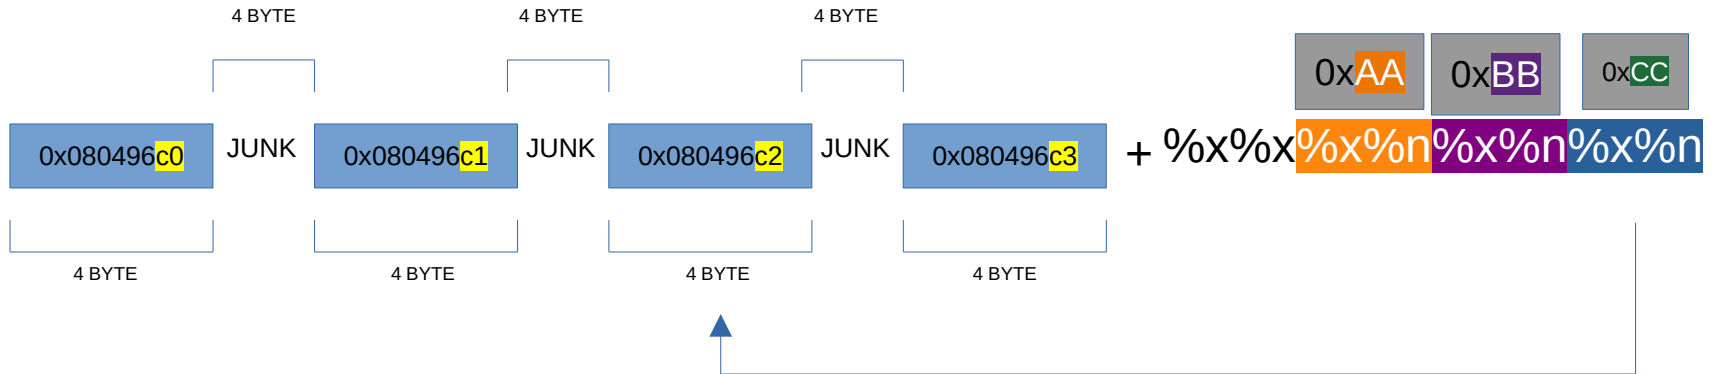 4 BYTE 4 BYTE 4 BYTE
0xAA 0xBB 0xCC
0x080496c0 JUNK 0x080496c1 JUNK 0x080496c2 JUNK 0x080496c3 + %x%x%x%n%x%n%x%n
4 BYTE 4 BYTE 4 BYTE 4 BYTE